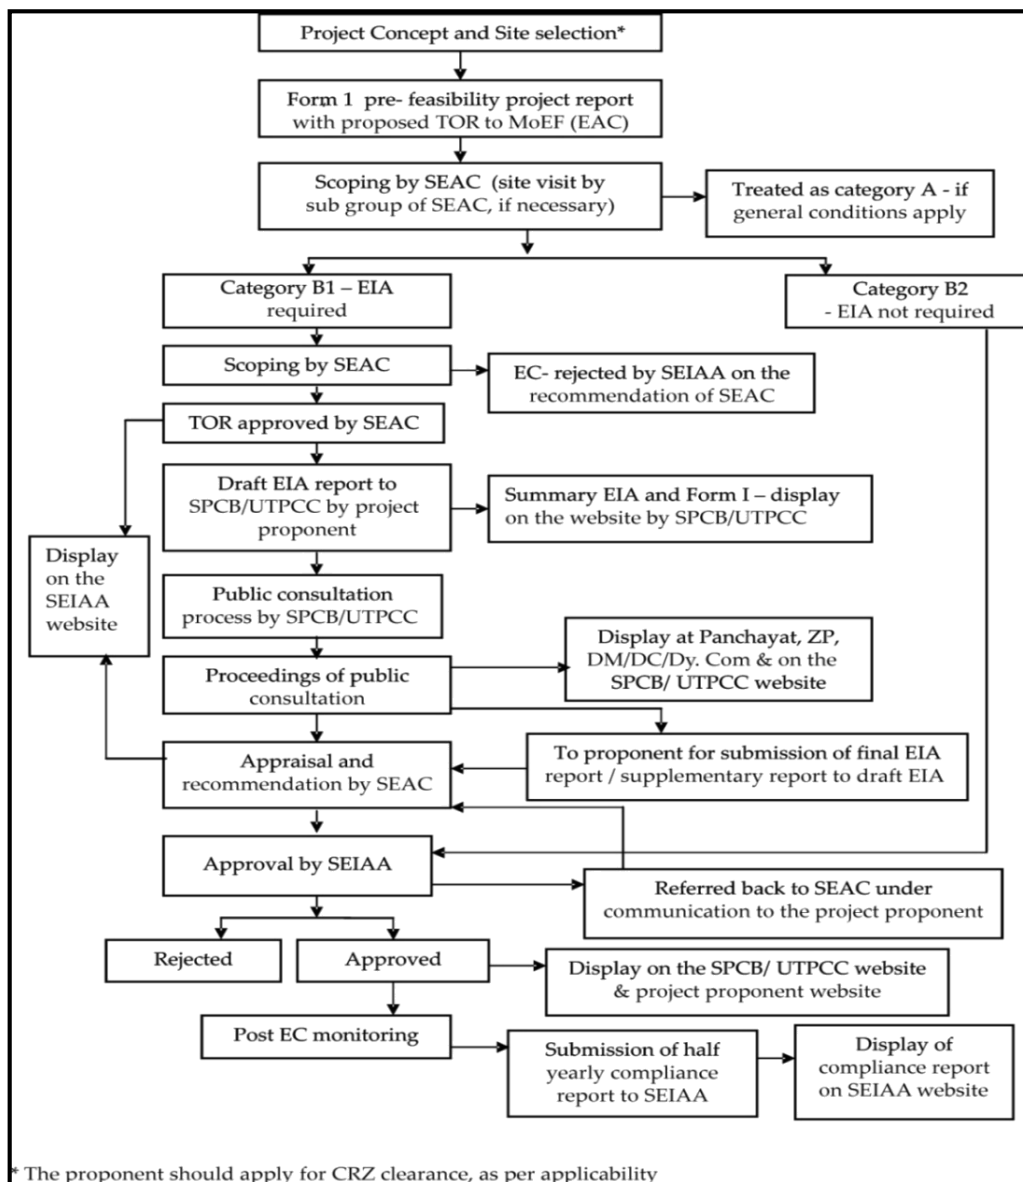 Project Concept and Site selection*
Form 1 pre- feasibility project report
with proposed TOR to MoEF (EAC)
Scoping by SEAC (site visit by
sub group of SEAC, if necessary)
Treated as category A - if
general conditions apply
Category B1 – EIA
required
Category B2
- EIA not required
Scoping by SEAC
EC- rejected by SEIAA on the
recommendation of SEAC
TOR approved by SEAC
Draft EIA report to
SPCB/UTPCC by project
proponent
Summary EIA and Form I – display
on the website by SPCB/UTPCC
Display
on the
SEIAA
website
Public consultation
process by SPCB/UTPCC
Display at Panchayat, ZP,
DM/DC/Dy. Com & on the
SPCB/ UTPCC website
Proceedings of public
consultation
To proponent for submission of final EIA
report / supplementary report to draft EIA
Appraisal and
recommendation by SEAC
Approval by SEIAA
Referred back to SEAC under
communication to the project proponent
Rejected
Approved
Display on the SPCB/ UTPCC website
& project proponent website
Post EC monitoring
Submission of half
yearly compliance
report to SEIAA
Display of
compliance report
on SEIAA website
* The proponent should apply for CRZ clearance, as per applicability